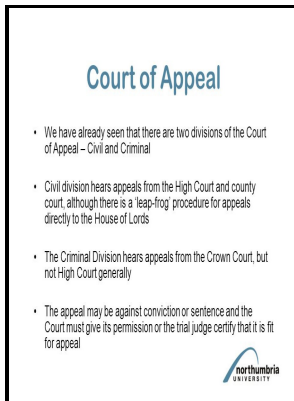 Court of Appeal
• We have already seen that there are two divisions of the Court
of Appeal – Civil and Criminal
• Civil division hears appeals from the High Court and county
court, although there is a 'leap-frog' procedure for appeals
directly to the House of Lords
• The Criminal Division hears appeals from the Crown Court, but
not High Court generally
• The appeal may be against conviction or sentence and the
Court must give its permission or the trial judge certify that it is fit
for appeal
northumbria
UNIVERSITY